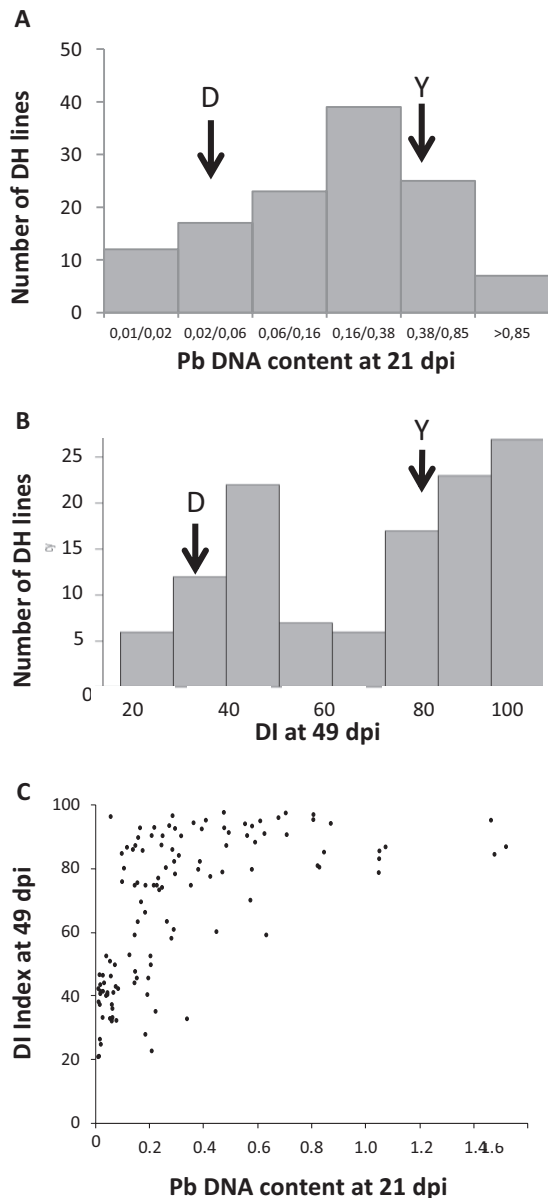 A
Number of DH lines
50
40
30
20
10
0
D
Y
0,01/0,02 0,02/0,06 0,06/0,16 0,16/0,38 0,38/0,85 >0,85
Pb DNA content at 21 dpi
B
Number of DH lines
25
20
15
10
5
0
cy
D
Y
20 40 60 80 100
DI at 49 dpi
C
DI Index at 49 dpi
100
80
60
40
20
0
0 0.2 0.4 0.6 0.8 1.0 1.2 1.4 1.6
Pb DNA content at 21 dpi